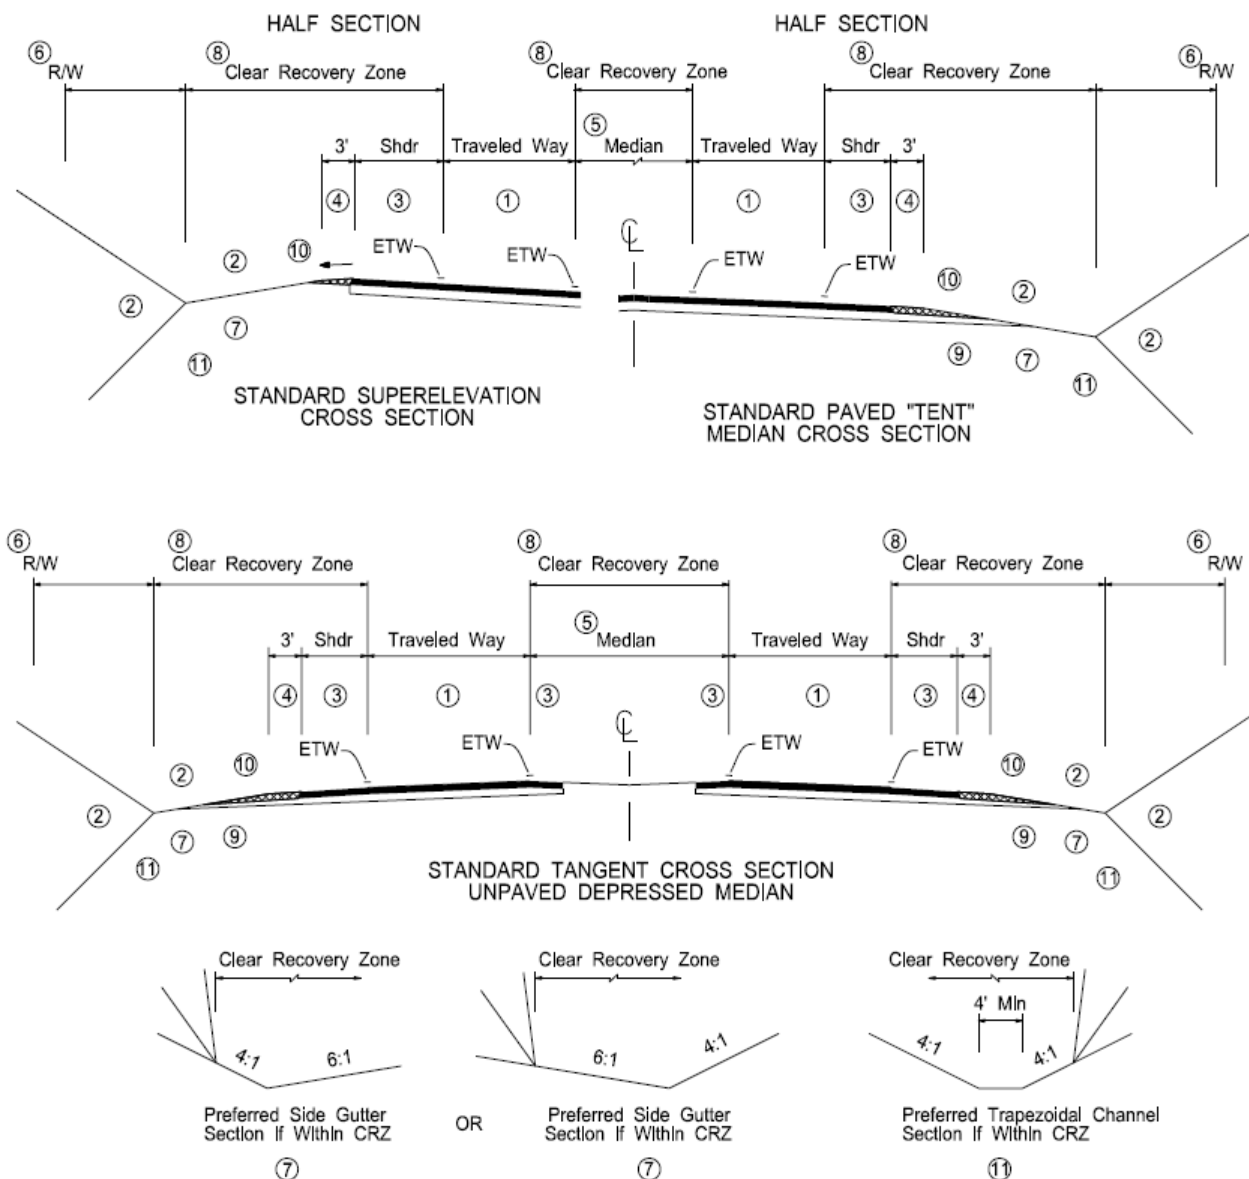 HALF SECTION HALF SECTION
6 8 8 8 6
R/W Clear Recovery Zone Clear Recovery Zone Clear Recovery Zone R/W
5
3' Shdr Traveled Way Median Traveled Way Shdr 3'
4 3 1 1 3 4
CL
ETW ETW ETW ETW
2 10 10 2
2 2
7 9 7
11 11
STANDARD SUPERELEVATION
CROSS SECTION
STANDARD PAVED "TENT"
MEDIAN CROSS SECTION
6 8 8 8 6
R/W Clear Recovery Zone Clear Recovery Zone Clear Recovery Zone R/W
5
3' Shdr Traveled Way Median Traveled Way Shdr 3'
4 3 1 3 3 1 3 4
CL
ETW ETW ETW ETW
2 10 10 2
2 2
7 9 9 7
11 11
STANDARD TANGENT CROSS SECTION
UNPAVED DEPRESSED MEDIAN
Clear Recovery Zone Clear Recovery Zone Clear Recovery Zone
4' Min
4:1 6:1 6:1 4:1 4:1 4:1
Preferred Side Gutter
Section If Within CRZ
7
OR
Preferred Side Gutter
Section If Within CRZ
7
Preferred Trapezoidal Channel
Section If Within CRZ
11